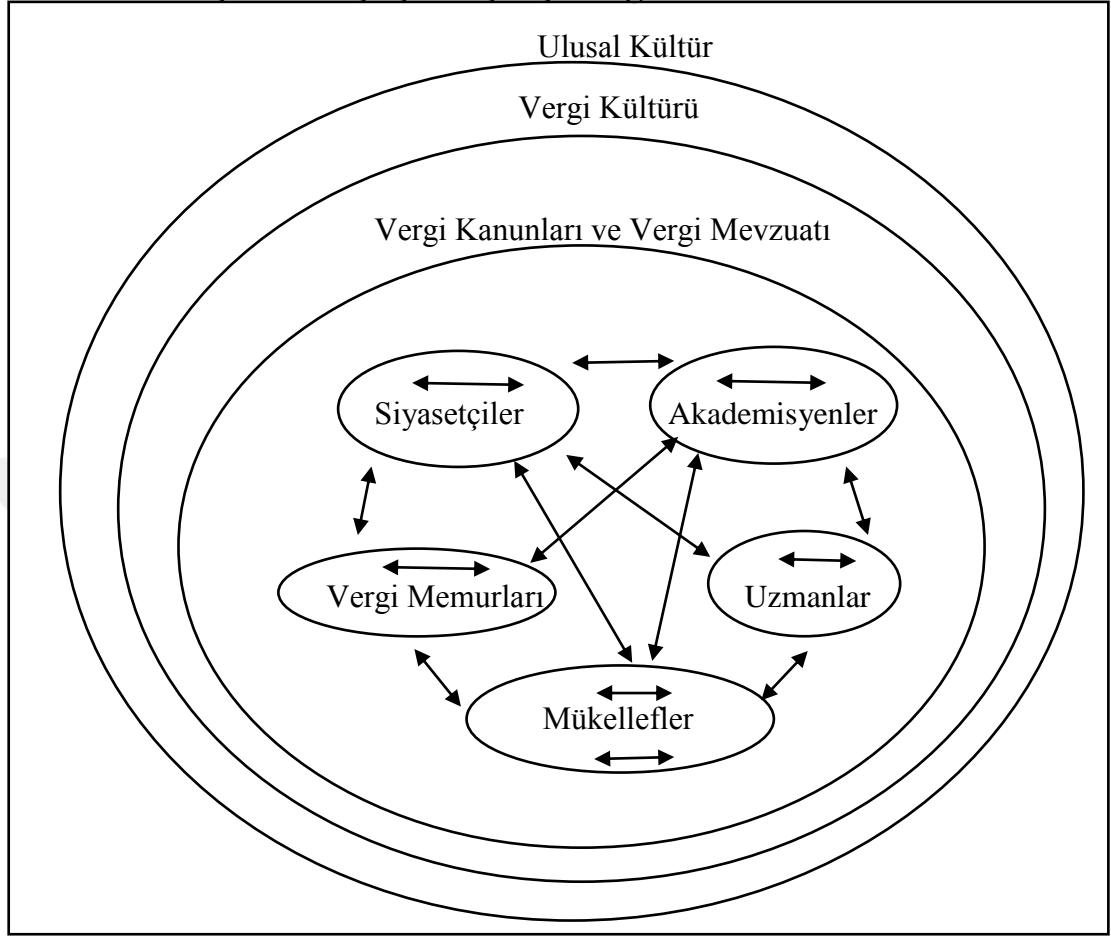 Ulusal Kültür
Vergi Kültürü
Vergi Kanunları ve Vergi Mevzuatı
Siyasetçiler
Akademisyenler
Vergi Memurları
Uzmanlar
Mükellefler